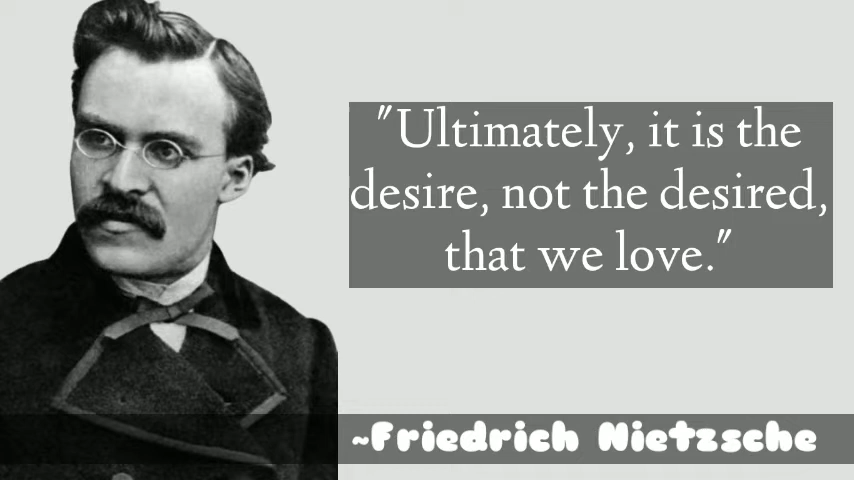 "Ultimately, it is the
desire, not the desired,
that we love."
~Friedrich Nietzsche